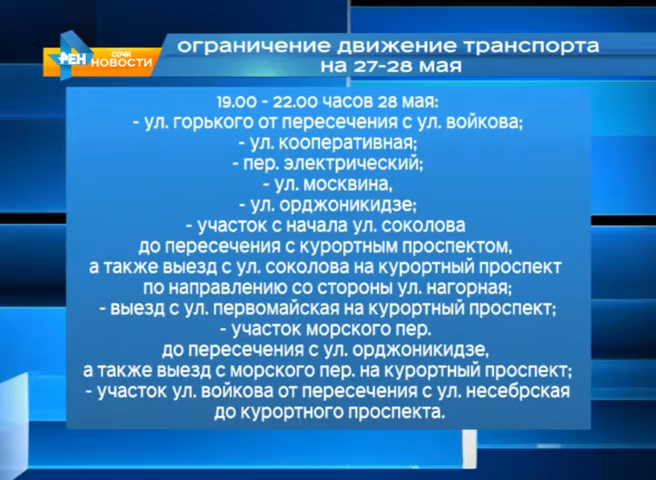 РЕН
СОЧИ
НОВОСТИ
ОГРАНИЧЕНИЕ ДВИЖЕНИЕ ТРАНСПОРТА
НА 27-28 МАЯ
19.00 - 22.00 часов 28 мая:
- ул. горького от пересечения с ул. войкова;
- ул. кооперативная;
- пер. электрический;
- ул. москвина,
- ул. орджоникидзе;
- участок с начала ул. соколова
до пересечения с курортным проспектом,
а также выезд с ул. соколова на курортный проспект
по направлению со стороны ул. нагорная;
- выезд с ул. первомайская на курортный проспект;
- участок морского пер.
до пересечения с ул. орджоникидзе,
а также выезд с морского пер. на курортный проспект;
- участок ул. войкова от пересечения с ул. несебрская
до курортного проспекта.